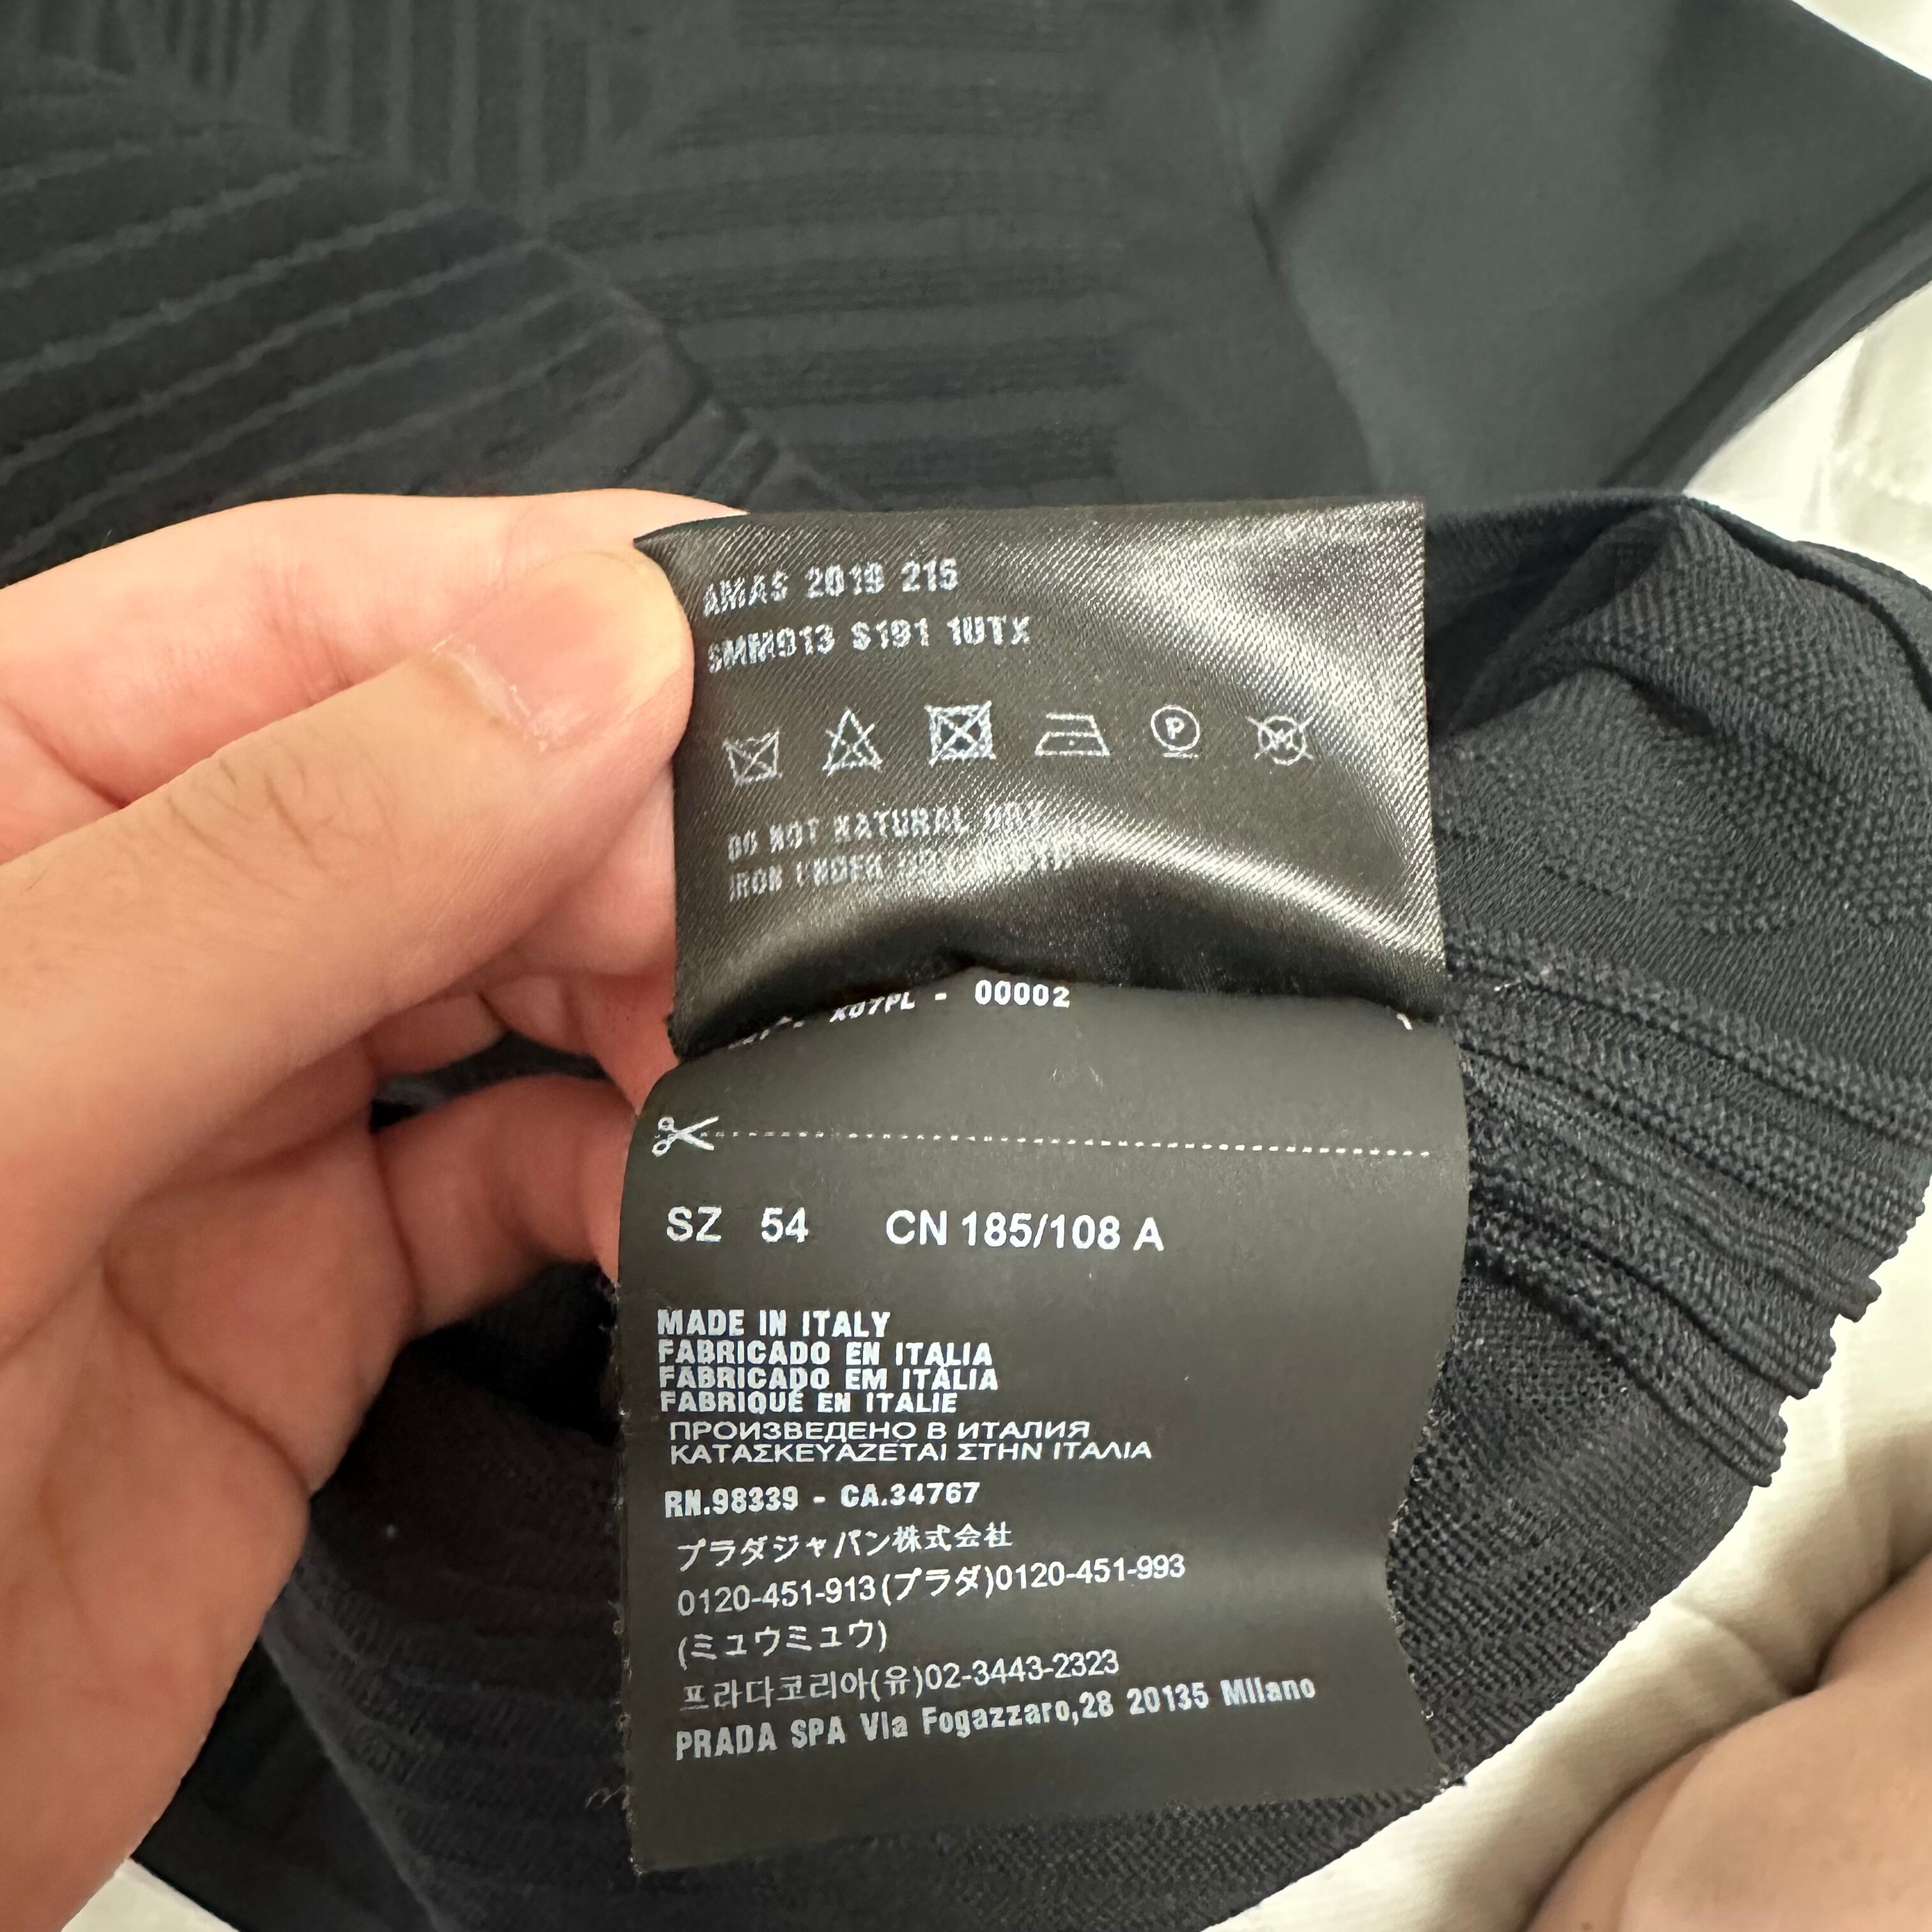 AMAS 2019 215
SMM913 S191 1UTX
P
M
DO NOT NATURAL DRY
IRON UNDER
X09PL - 00002
SZ 54 CN 185/108 A
MADE IN ITALY
FABRICADO EN ITALIA
FABRICADO EM ITÁLIA
FABRIQUÉ EN ITALIE
ПРОИЗВЕДЕНО В ИТАЛИЯ
ΚΑΤΑΣΚΕΥΑΖΕΤΑΙ ΣΤΗΝ ΙΤΑΛΙΑ
RN.98339 - CA.34767
プラダジャパン株式会社
0120-451-913(プラダ)0120-451-993
(ミュウミュウ)
프라다코리아(유)02-3443-2323
PRADA SPA Via Fogazzaro,28 20135 Milano